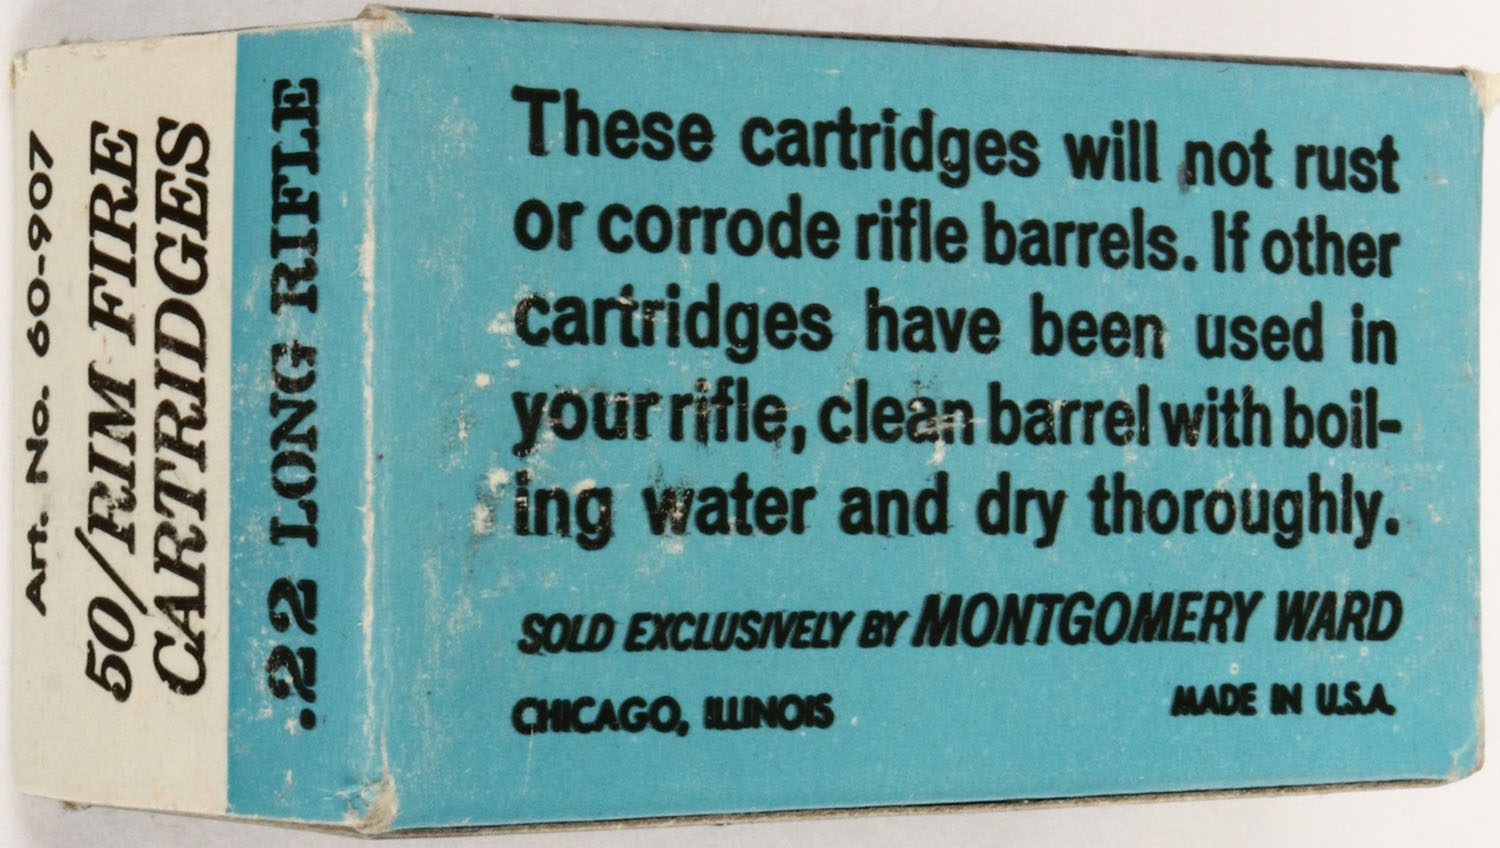 Art. No. 60-907
50/RIM FIRE
CARTRIDGES
.22 LONG RIFLE
These cartridges will not rust
or corrode rifle barrels. If other
cartridges have been used in
your rifle, clean barrel with boil-
ing water and dry thoroughly.
SOLD EXCLUSIVELY BY MONTGOMERY WARD
CHICAGO, ILLINOIS MADE IN U.S.A.